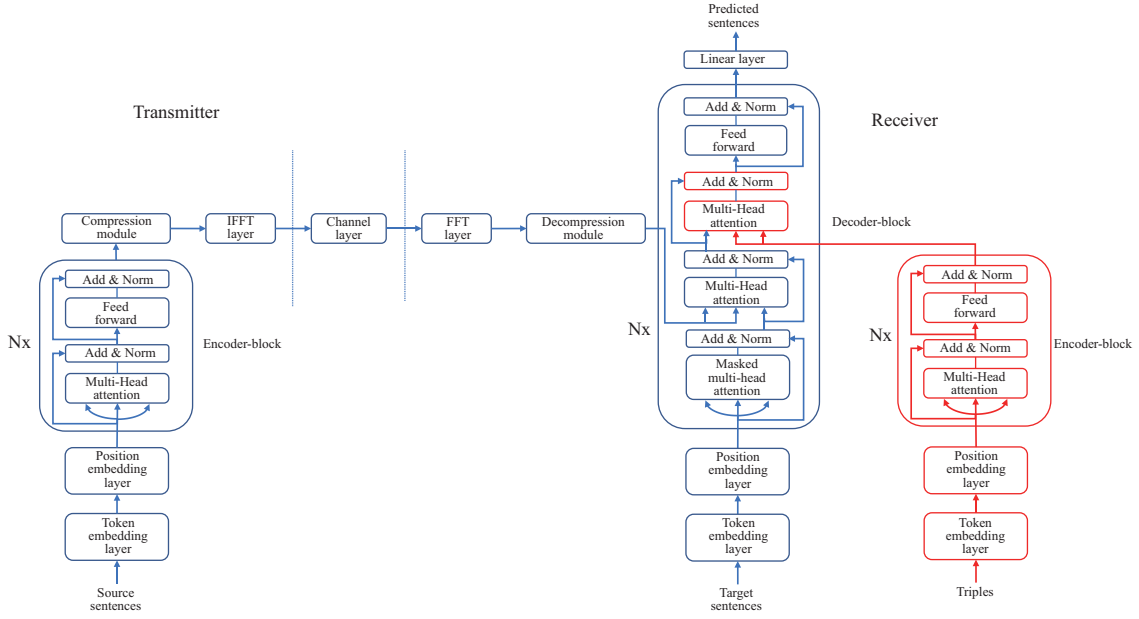 Predicted
sentences
Linear layer
Transmitter
Receiver
Add & Norm
Feed
forward
Add & Norm
Multi-Head
attention
Decoder-block
Compression
module
IFFT
layer
Channel
layer
FFT
layer
Decompression
module
Add & Norm
Multi-Head
attention
Nx
Add & Norm
Masked
multi-head
attention
Add & Norm
Feed
forward
Nx
Add & Norm
Encoder-block
Multi-Head
attention
Add & Norm
Feed
forward
Nx
Add & Norm
Encoder-block
Multi-Head
attention
Position
embedding
layer
Token
embedding
layer
Source
sentences
Position
embedding
layer
Token
embedding
layer
Target
sentences
Position
embedding
layer
Token
embedding
layer
Triples